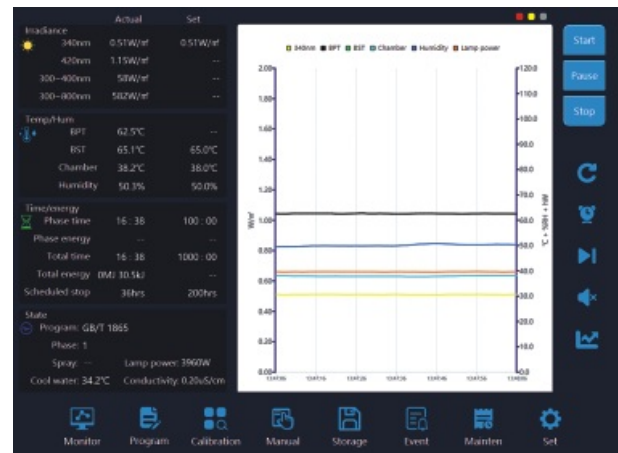 Actual Set
Irradiance
340nm 0.51W/㎡ 0.51W/㎡
420nm 1.15W/㎡ --
300~400nm 58W/㎡ --
300~800nm 582W/㎡ --
Temp/Hum
BPT 62.5℃ --
BST 65.1℃ 65.0℃
Chamber 38.2℃ 38.0℃
Humidity 50.3% 50.0%
Time/energy
Phase time 16 : 38 100 : 00
Phase energy -- --
Total time 16 : 38 1000 : 00
Total energy 0MJ 30.5kJ --
Scheduled stop 36hrs 200hrs
State
Program: GB/T 1865
Phase: 1
Spray: -- Lamp power: 3960W
Cool water: 34.2℃ Conductivity: 0.20uS/cm
340nm BPT BST Chamber Humidity Lamp power
2.00
1.80
1.60
1.40
1.20
1.00
0.80
0.60
0.40
0.20
0.00
W/㎡
120.0
110.0
100.0
90.0
80.0
70.0
60.0
50.0
40.0
30.0
20.0
10.0
0.0
℃ + %RH + kW
Start
Pause
Stop
Monitor Program Calibration Manual Storage Event Mainten Set